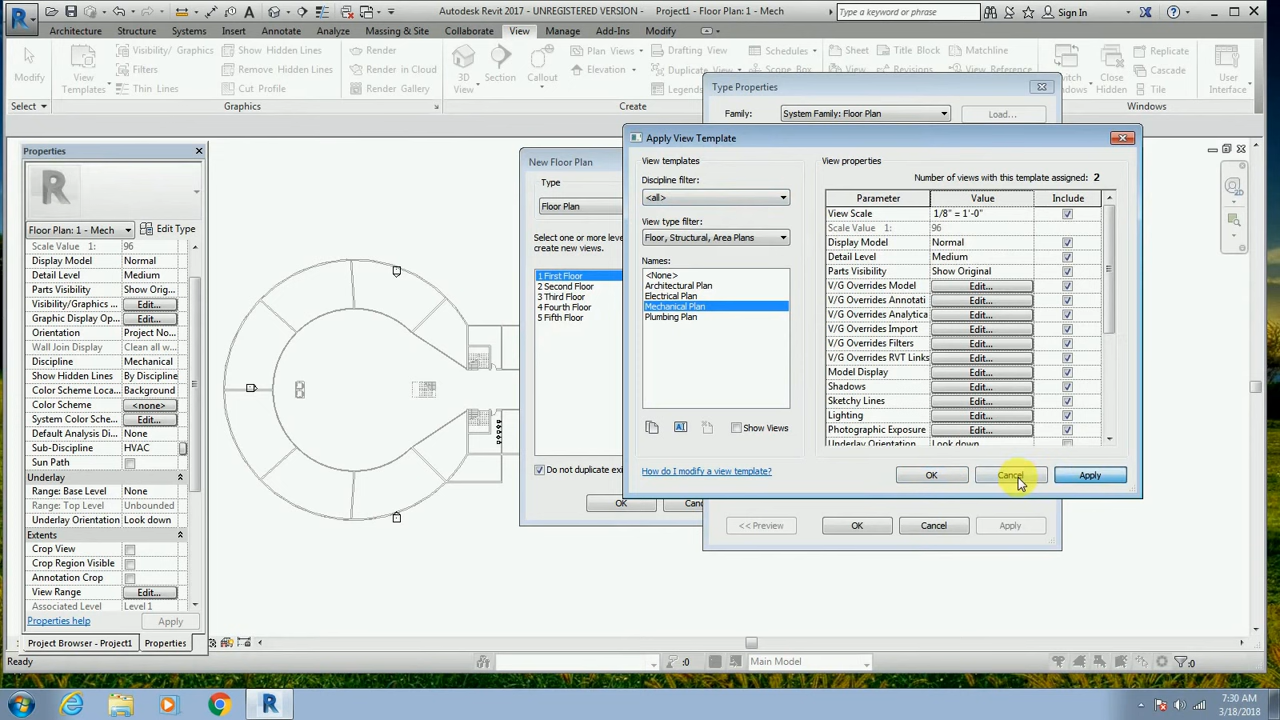 Autodesk Revit 2017 - UNREGISTERED VERSION - Project1 - Floor Plan: 1 - Mech
Type a keyword or phrase
Sign In
Architecture Structure Systems Insert Annotate Analyze Massing & Site Collaborate View Manage Add-Ins Modify
Modify
View Templates
Visibility/ Graphics
Filters
Thin Lines
Show Hidden Lines
Remove Hidden Lines
Cut Profile
Render
Render in Cloud
Render Gallery
3D View
Section
Callout
Plan Views
Elevation
Drafting View
Duplicate View
Legends
Schedules
Sheet
View
Title Block
Revisions
Matchline
Switch Windows
Close Hidden
Replicate
Cascade
Tile
User Interface
Select
Graphics
Create
Windows
Type Properties
Family:
System Family: Floor Plan
Load...
Properties
Floor Plan: 1 - Mech
Edit Type
Scale Value 1: 96
Display Model Normal
Detail Level Medium
Parts Visibility Show Orig...
Visibility/Graphics Edit...
Graphic Display Op Edit...
Orientation Project No...
Wall Join Display Clean all w...
Discipline Mechanical
Show Hidden Lines By Discipline
Color Scheme Loca... Background
Color Scheme <none>
System Color Sche... Edit...
Default Analysis Di... None
Sub-Discipline HVAC
Sun Path
Underlay
Range: Base Level None
Range: Top Level Unbounded
Underlay Orientation Look down
Extents
Crop View
Crop Region Visible
Annotation Crop
View Range Edit...
Associated Level Level 1
Properties help
Apply
Project Browser - Project1
Properties
New Floor Plan
Type
Floor Plan
Select one or more leve
create new views.
1 First Floor
2 Second Floor
3 Third Floor
4 Fourth Floor
5 Fifth Floor
Do not duplicate exi
OK
Can
Apply View Template
View templates
Discipline filter:
<all>
View type filter:
Floor, Structural, Area Plans
Names:
<None>
Architectural Plan
Electrical Plan
Mechanical Plan
Plumbing Plan
Show Views
How do I modify a view template?
View properties
Number of views with this template assigned: 2
Parameter Value Include
View Scale 1/8" = 1'-0"
Scale Value 1: 96
Display Model Normal
Detail Level Medium
Parts Visibility Show Original
V/G Overrides Model Edit...
V/G Overrides Annotati Edit...
V/G Overrides Analytica Edit...
V/G Overrides Import Edit...
V/G Overrides Filters Edit...
V/G Overrides RVT Links Edit...
Model Display Edit...
Shadows Edit...
Sketchy Lines Edit...
Lighting Edit...
Photographic Exposure Edit...
Underlay Orientation Look down
OK Cancel Apply
<< Preview OK Cancel Apply
Ready
:0
Main Model
:0
7:30 AM
3/18/2018